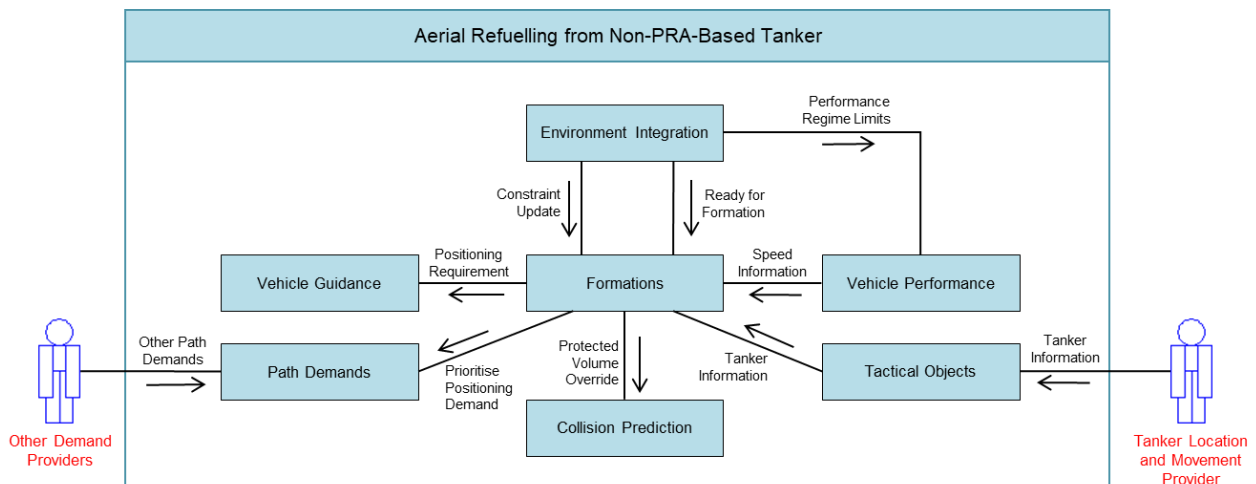 Aerial Refuelling from Non-PRA-Based Tanker
Performance
Regime Limits
Environment Integration
Constraint
Update
Ready for
Formation
Positioning
Requirement
Speed
Information
Vehicle Guidance
Formations
Vehicle Performance
Other Path
Demands
Protected
Volume
Override
Tanker
Information
Tanker
Information
Path Demands
Prioritise
Positioning
Demand
Tactical Objects
Collision Prediction
Other Demand
Providers
Tanker Location
and Movement
Provider